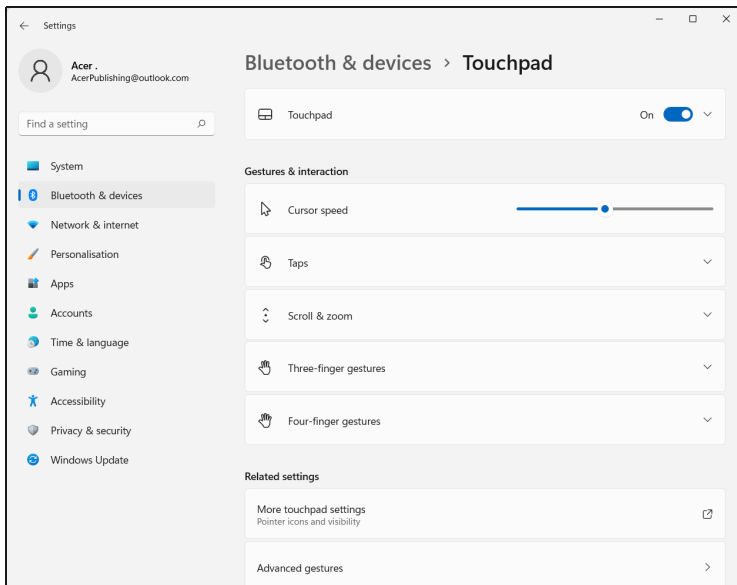 Settings
Acer .
AcerPublishing@outlook.com
Find a setting
System
Bluetooth & devices
Network & internet
Personalisation
Apps
Accounts
Time & language
Gaming
Accessibility
Privacy & security
Windows Update
Bluetooth & devices > Touchpad
Touchpad
On
Gestures & interaction
Cursor speed
Taps
Scroll & zoom
Three-finger gestures
Four-finger gestures
Related settings
More touchpad settings
Pointer icons and visibility
Advanced gestures